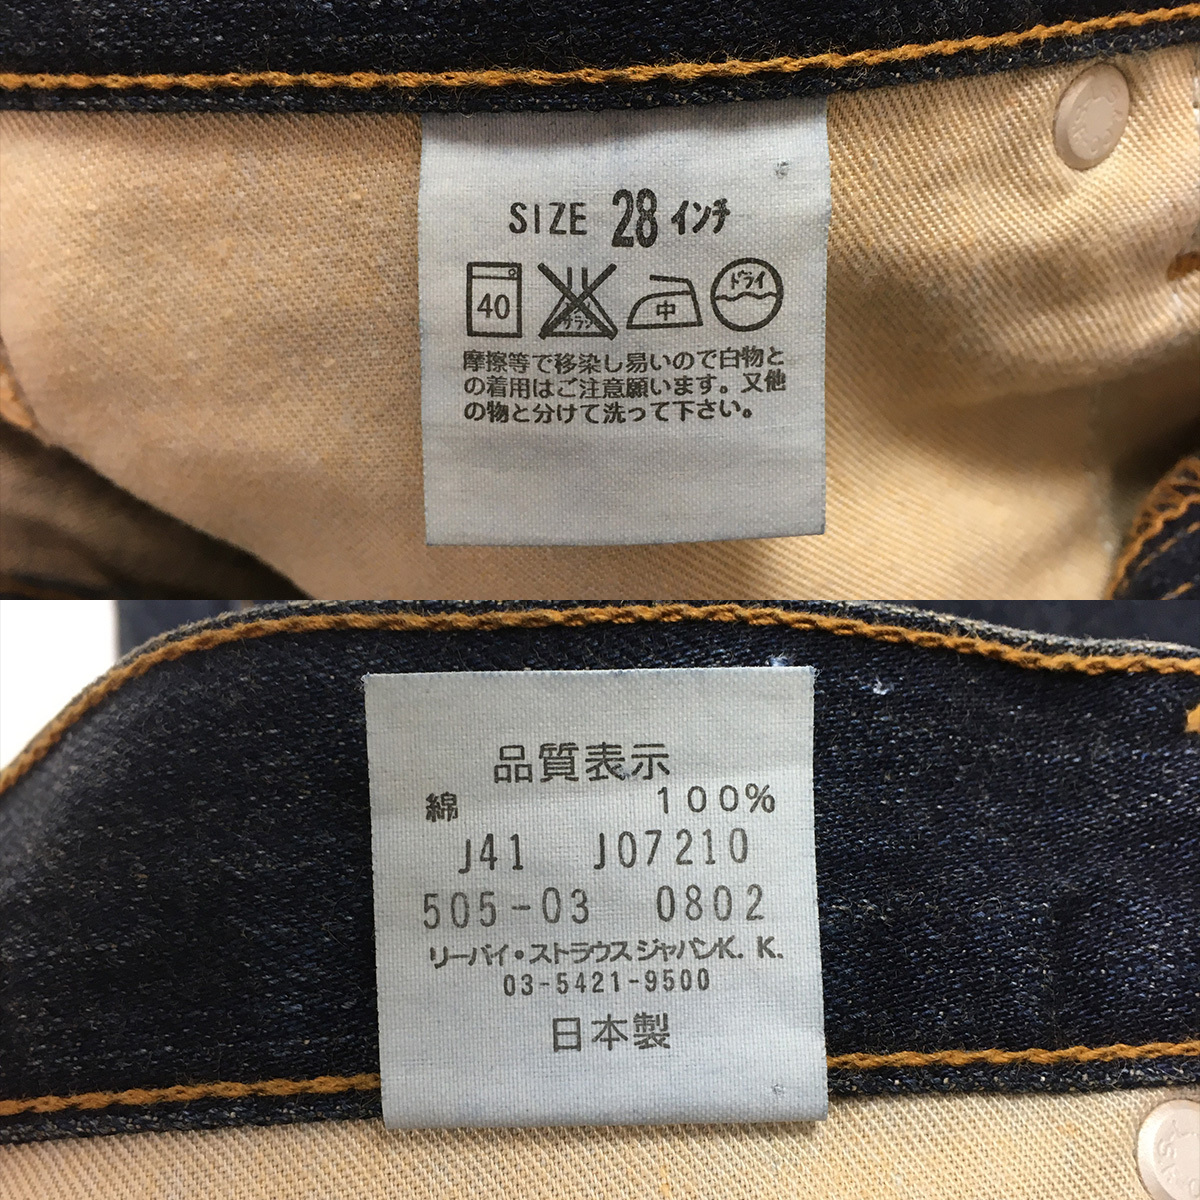 SIZE 28 インチ
40 中 ドライ
摩擦等で移染し易いので白物と
の着用はご注意願います。又他
の物と分けて洗って下さい。
品質表示
綿 100%
J41 J07210
505-03 0802
リーバイ・ストラウスジャパンK. K.
03-5421-9500
日本製